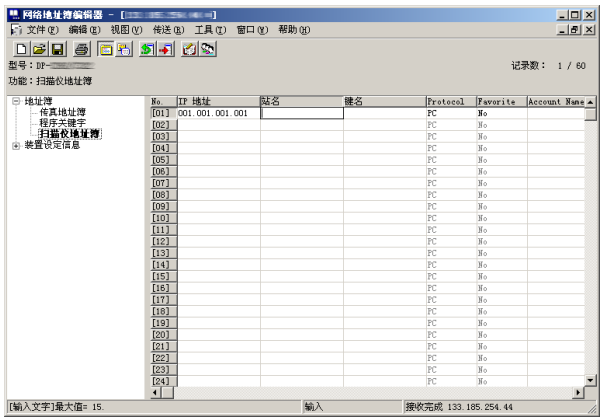 网络地址簿编辑器 - [
文件(F) 编辑(E) 视图(V) 传送(R) 工具(T) 窗口(W) 帮助(H)
型号：DP-
记录数： 1 / 60
功能：扫描仪地址簿
地址簿
传真地址簿
程序关键字
扫描仪地址簿
装置设定信息
No. IP 地址 站名 键名 Protocol Favorite Account Name
[01] 001.001.001.001 PC No
[02] PC No
[03] PC No
[04] PC No
[05] PC No
[06] PC No
[07] PC No
[08] PC No
[09] PC No
[10] PC No
[11] PC No
[12] PC No
[13] PC No
[14] PC No
[15] PC No
[16] PC No
[17] PC No
[18] PC No
[19] PC No
[20] PC No
[21] PC No
[22] PC No
[23] PC No
[24] PC No
[输入文字]最大值= 15. 输入 接收完成 133.185.254.44